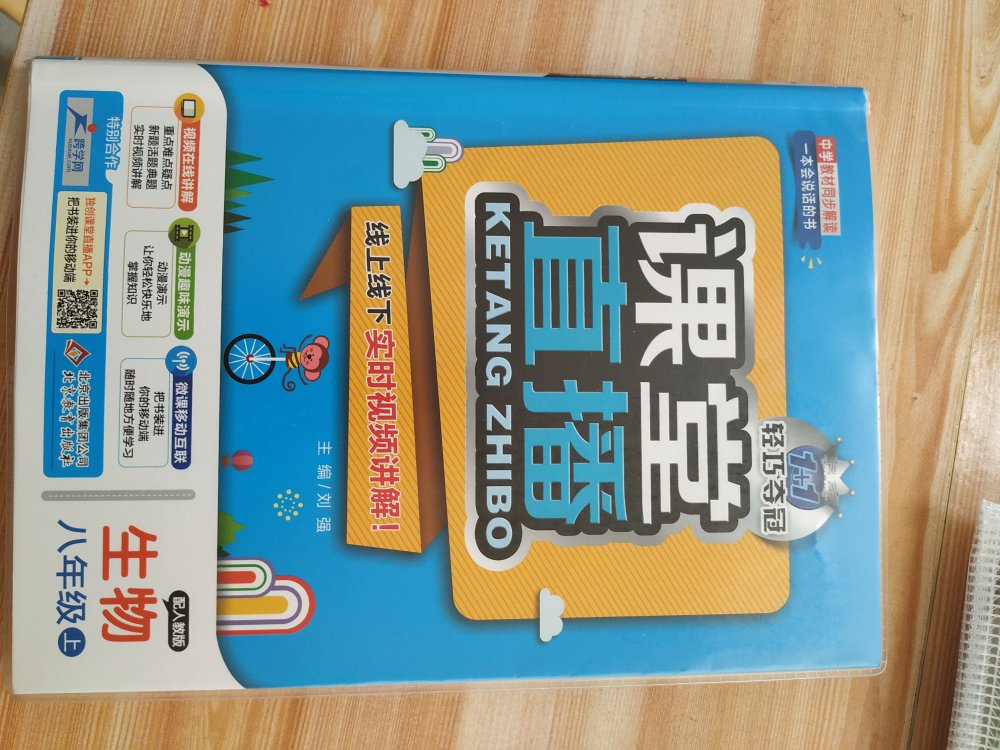 中学教材同步解读
一本会说话的书
轻巧夺冠
1+1
课堂
直播
KETANG ZHIBO
线上线下实时视频讲解！
主 编/刘 强
视频在线讲解
重点难点疑点
新题活题典题
实时视频讲解
动漫趣味演示
动漫演示
让你轻松快乐地
掌握知识
微课移动互联
把书装进
你的移动端
随时随地方便学习
特别合作
跨学网
kuaxue.com
独创课堂直播APP→
把书装进你的移动端
北京出版集团公司
北京教育出版社
生物
配人教版
八年级 上